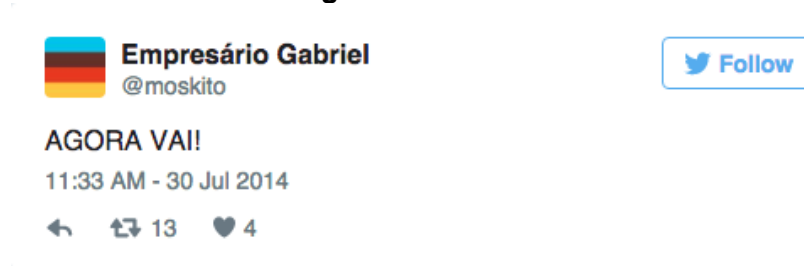 Empresário Gabriel
@moskito
Follow
AGORA VAI!
11:33 AM - 30 Jul 2014
13 4